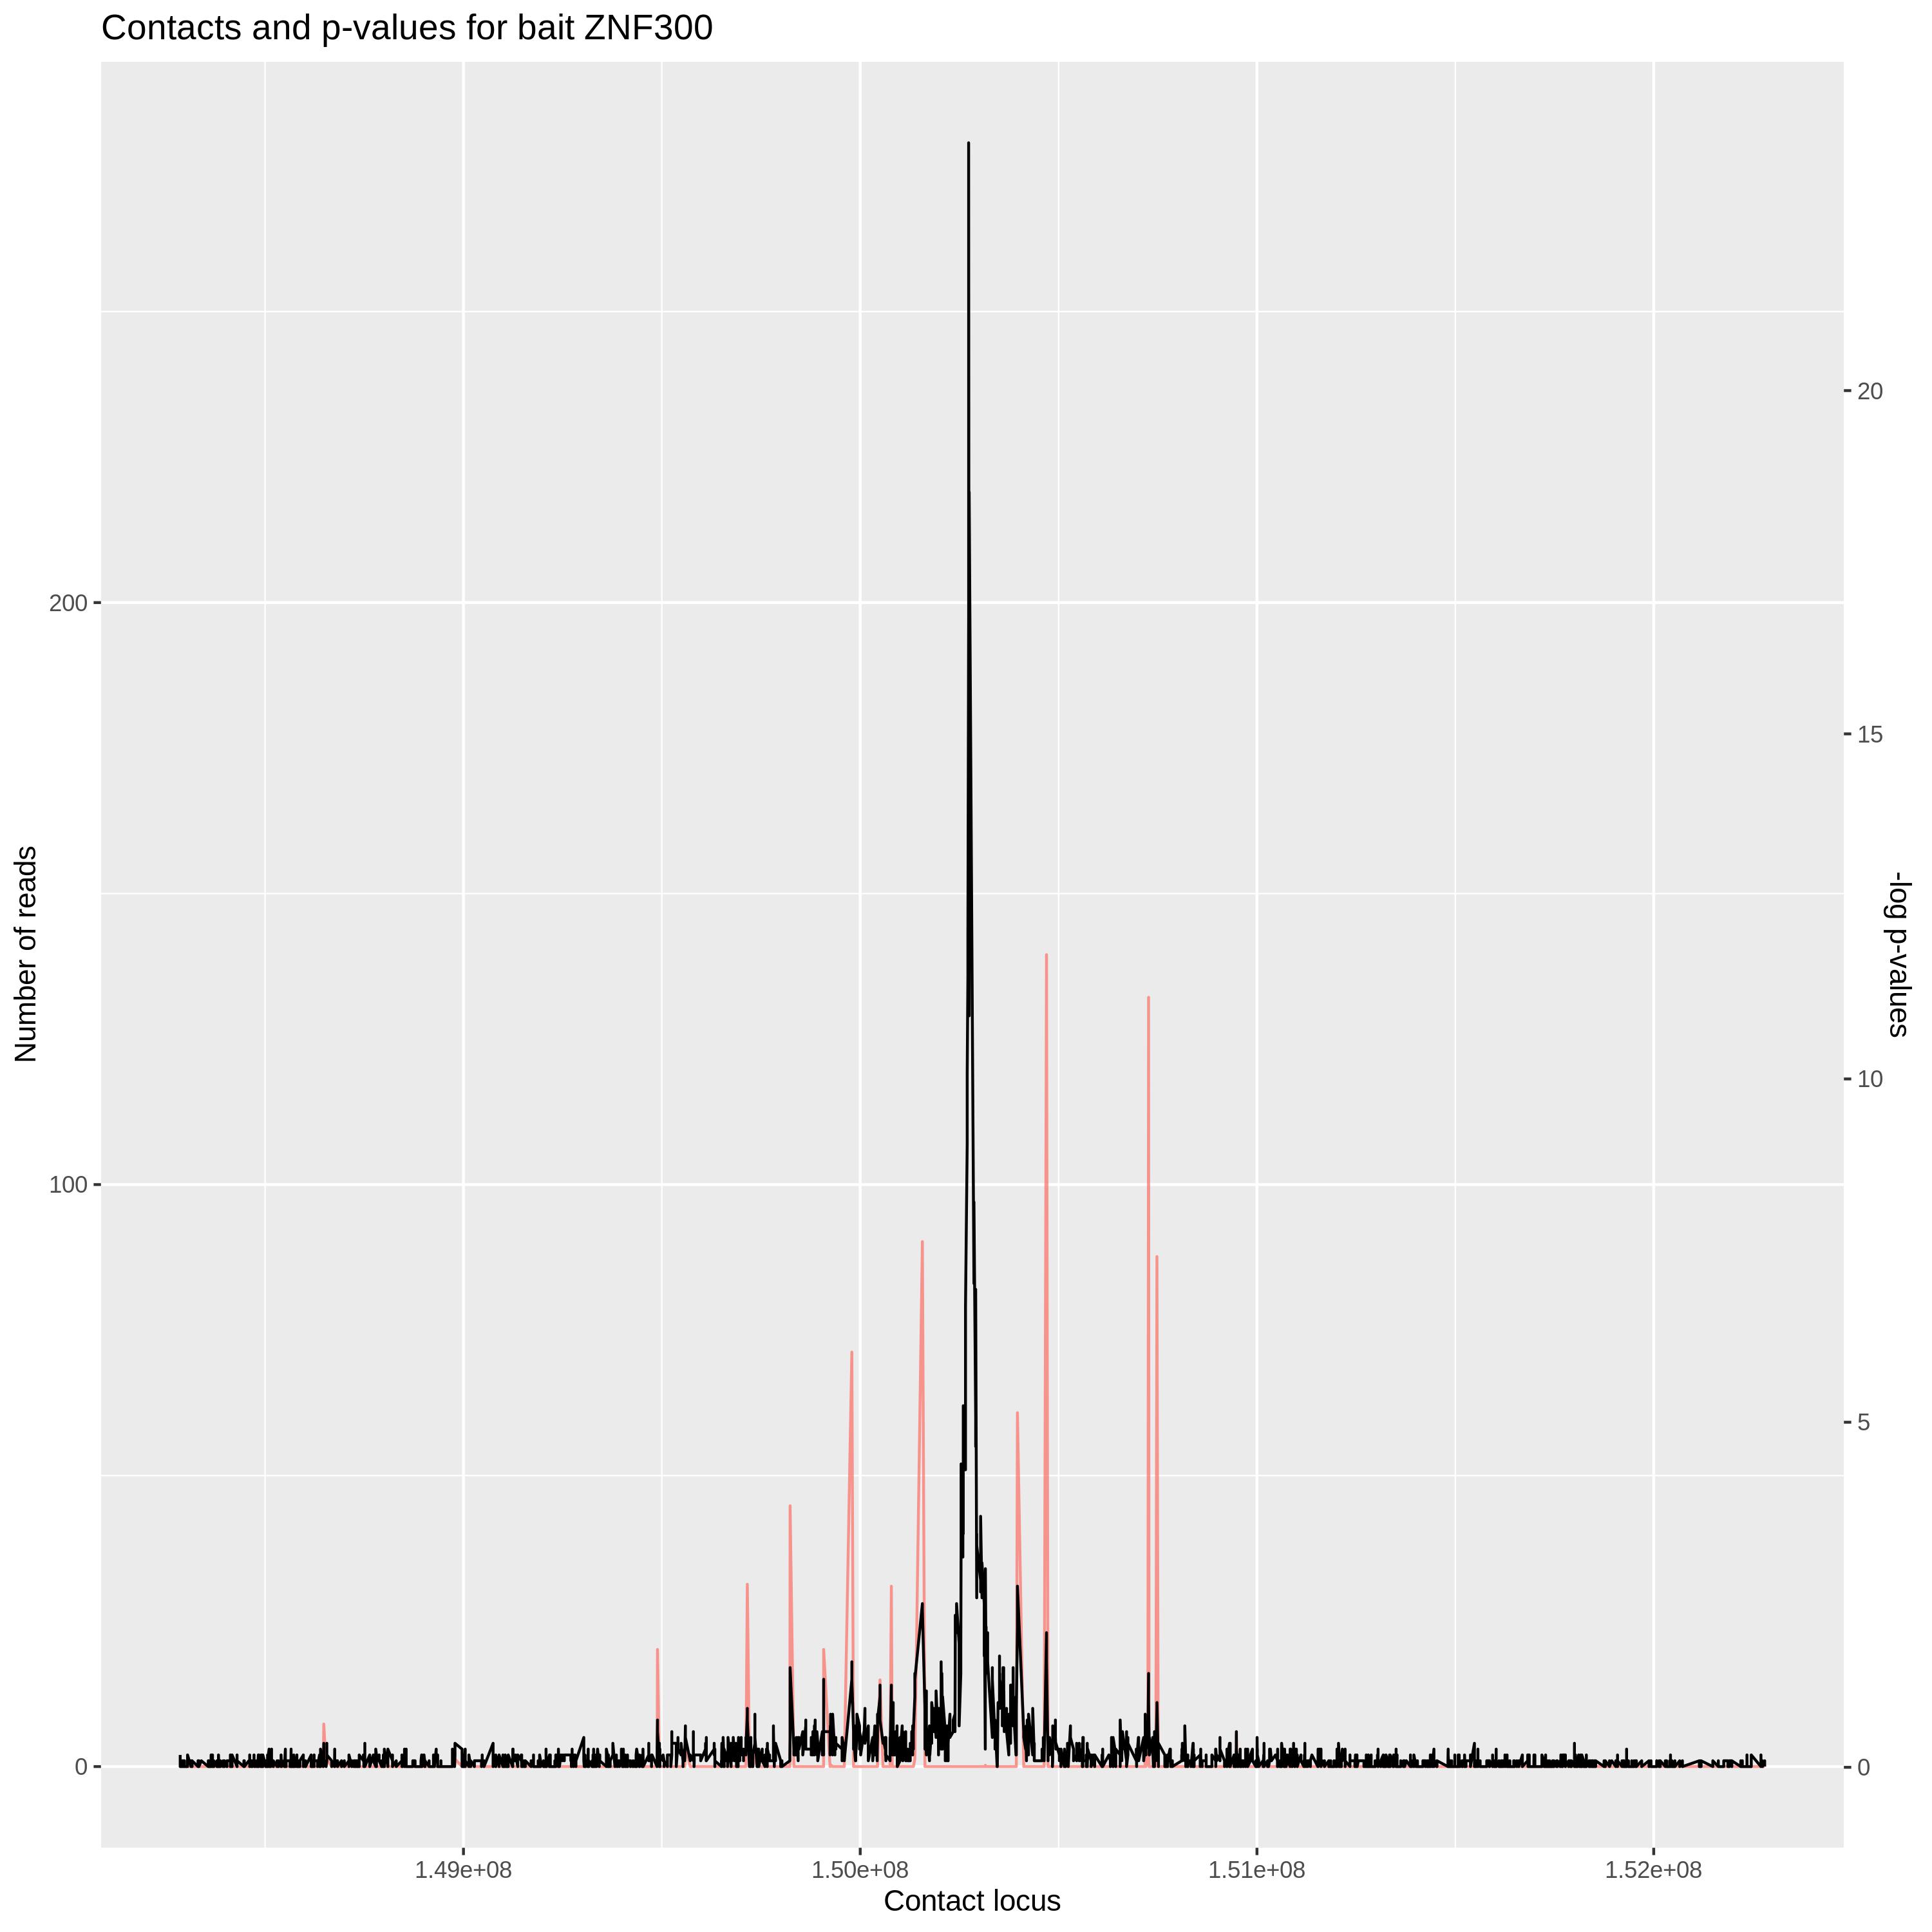 Contacts and p-values for bait ZNF300
Number of reads
200
100
0
-log p-values
20
15
10
5
0
1.49e+08
1.50e+08
1.51e+08
1.52e+08
Contact locus